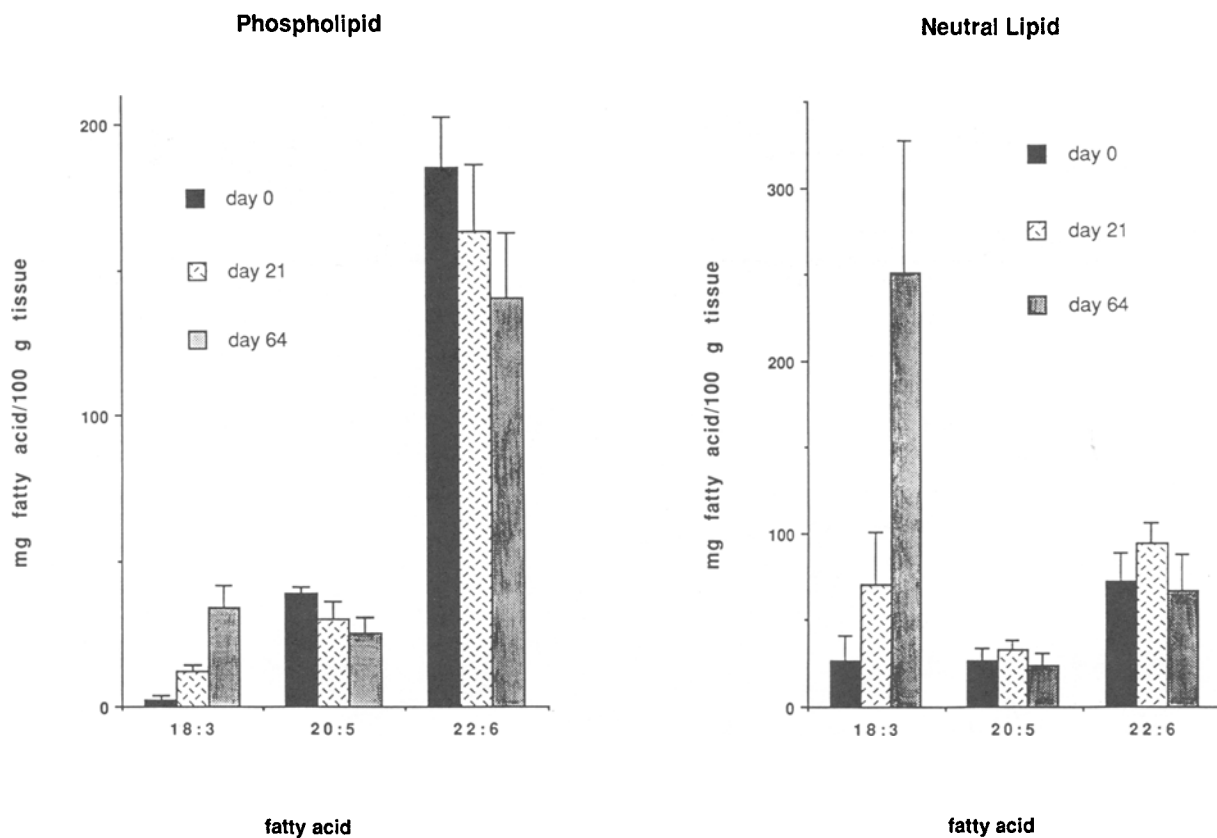 Phospholipid
mg fatty acid/100 g tissue
200
100
0
day 0
day 21
day 64
18:3 20:5 22:6
fatty acid
Neutral Lipid
mg fatty acid/100 g tissue
300
200
100
0
day 0
day 21
day 64
18:3 20:5 22:6
fatty acid